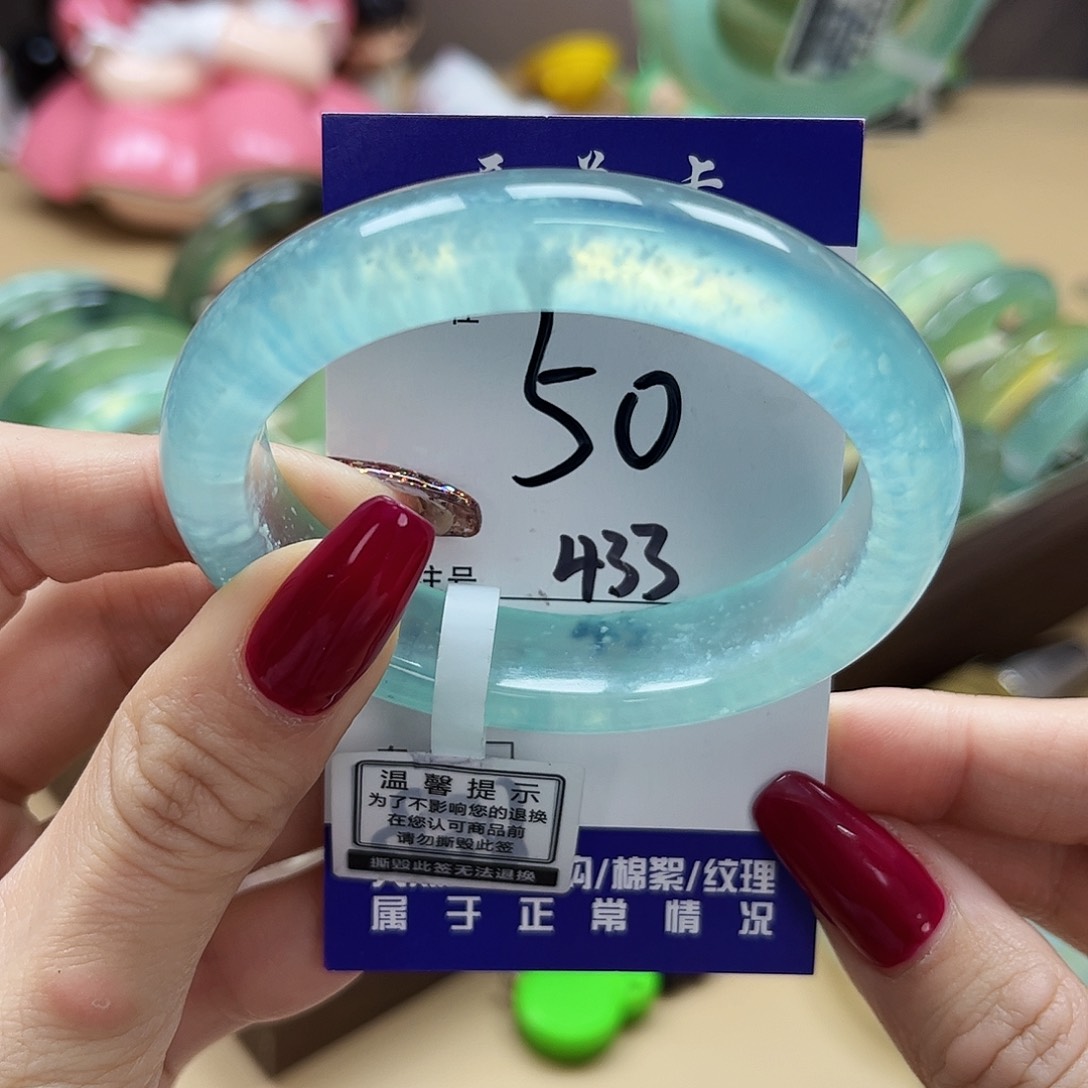 50
注号 433
温馨提示
为了不影响您的退换
在您认可商品前
请勿撕毁此签
撕毁此签无法退换
/棉絮/纹理
属于正常情况